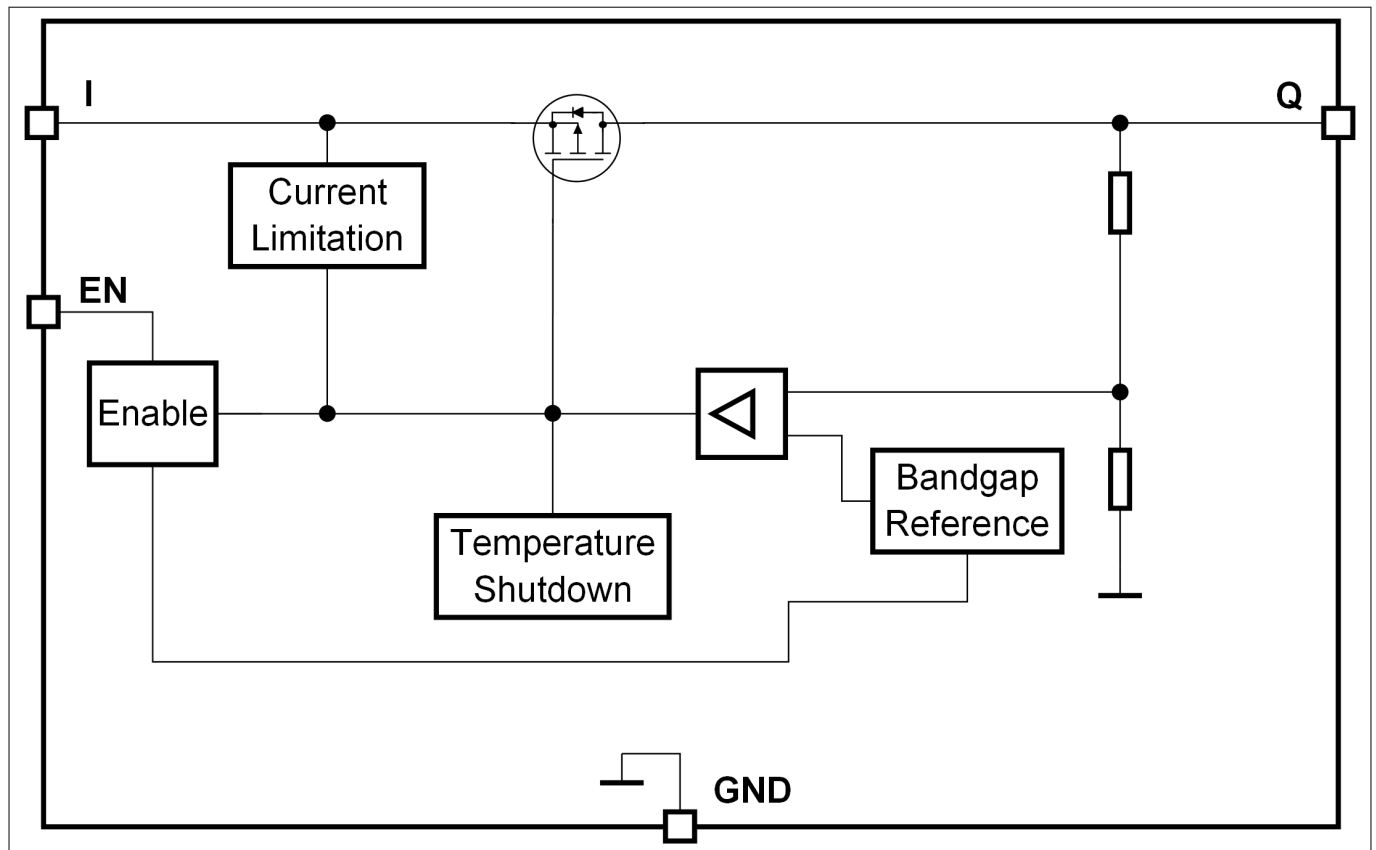 I
Q
Current
Limitation
EN
Enable
Bandgap
Reference
Temperature
Shutdown
GND